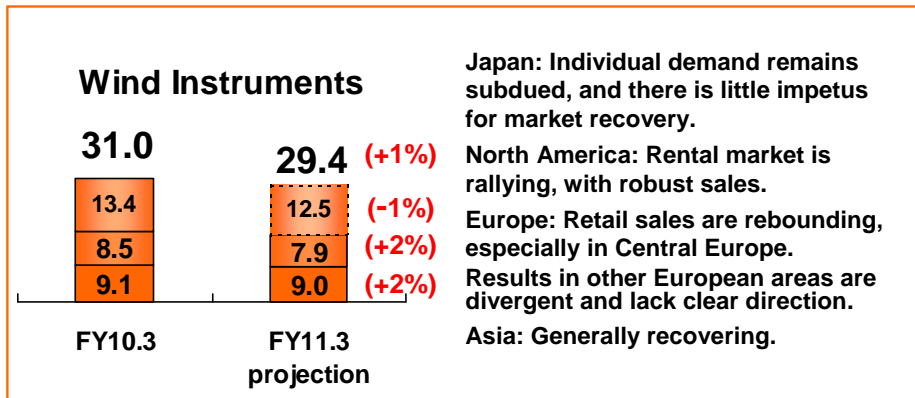 Wind Instruments
31.0
29.4 (+1%)
13.4
12.5 (-1%)
8.5
7.9 (+2%)
9.1
9.0 (+2%)
FY10.3
FY11.3
projection
Japan: Individual demand remains
subdued, and there is little impetus
for market recovery.
North America: Rental market is
rallying, with robust sales.
Europe: Retail sales are rebounding,
especially in Central Europe.
Results in other European areas are
divergent and lack clear direction.
Asia: Generally recovering.